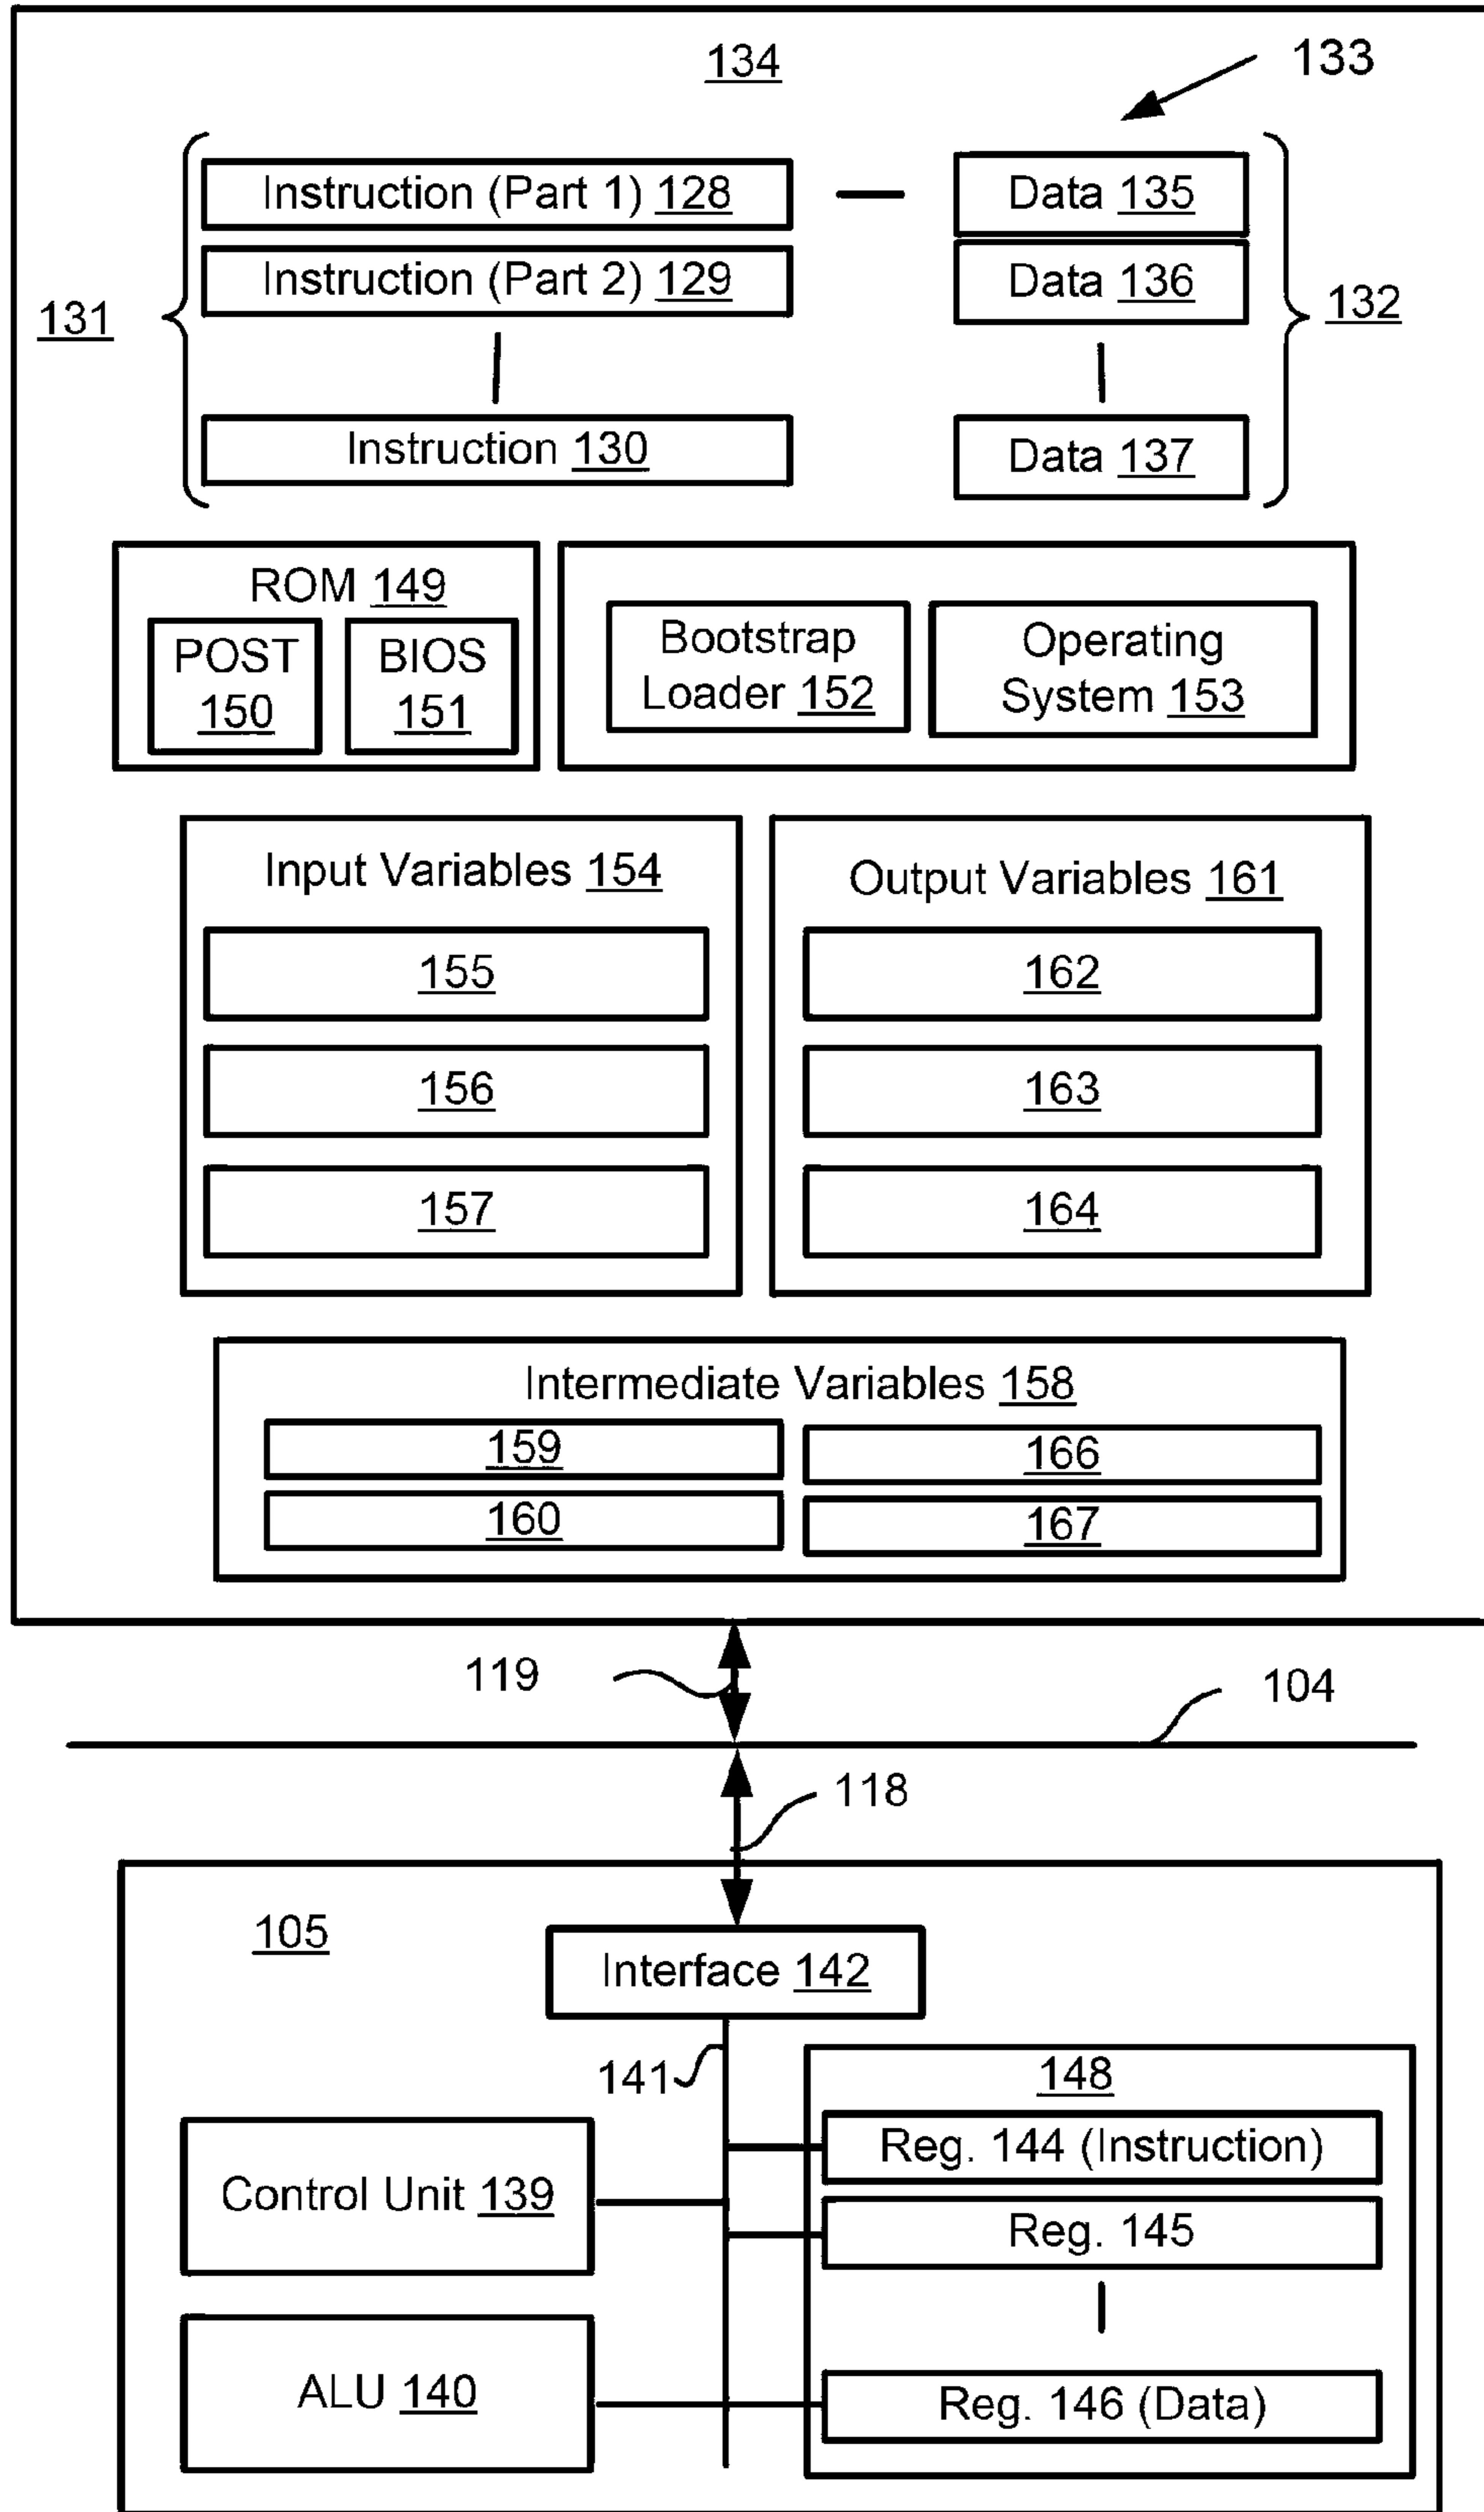 134
133
Instruction (Part 1) 128
Data 135
Instruction (Part 2) 129
Data 136
131
132
Instruction 130
Data 137
ROM 149
POST
150
BIOS
151
Bootstrap
Loader 152
Operating
System 153
Input Variables 154
155
156
157
Output Variables 161
162
163
164
Intermediate Variables 158
159
166
160
167
119
104
118
105
Interface 142
141
148
Reg. 144 (Instruction)
Control Unit 139
Reg. 145
ALU 140
Reg. 146 (Data)